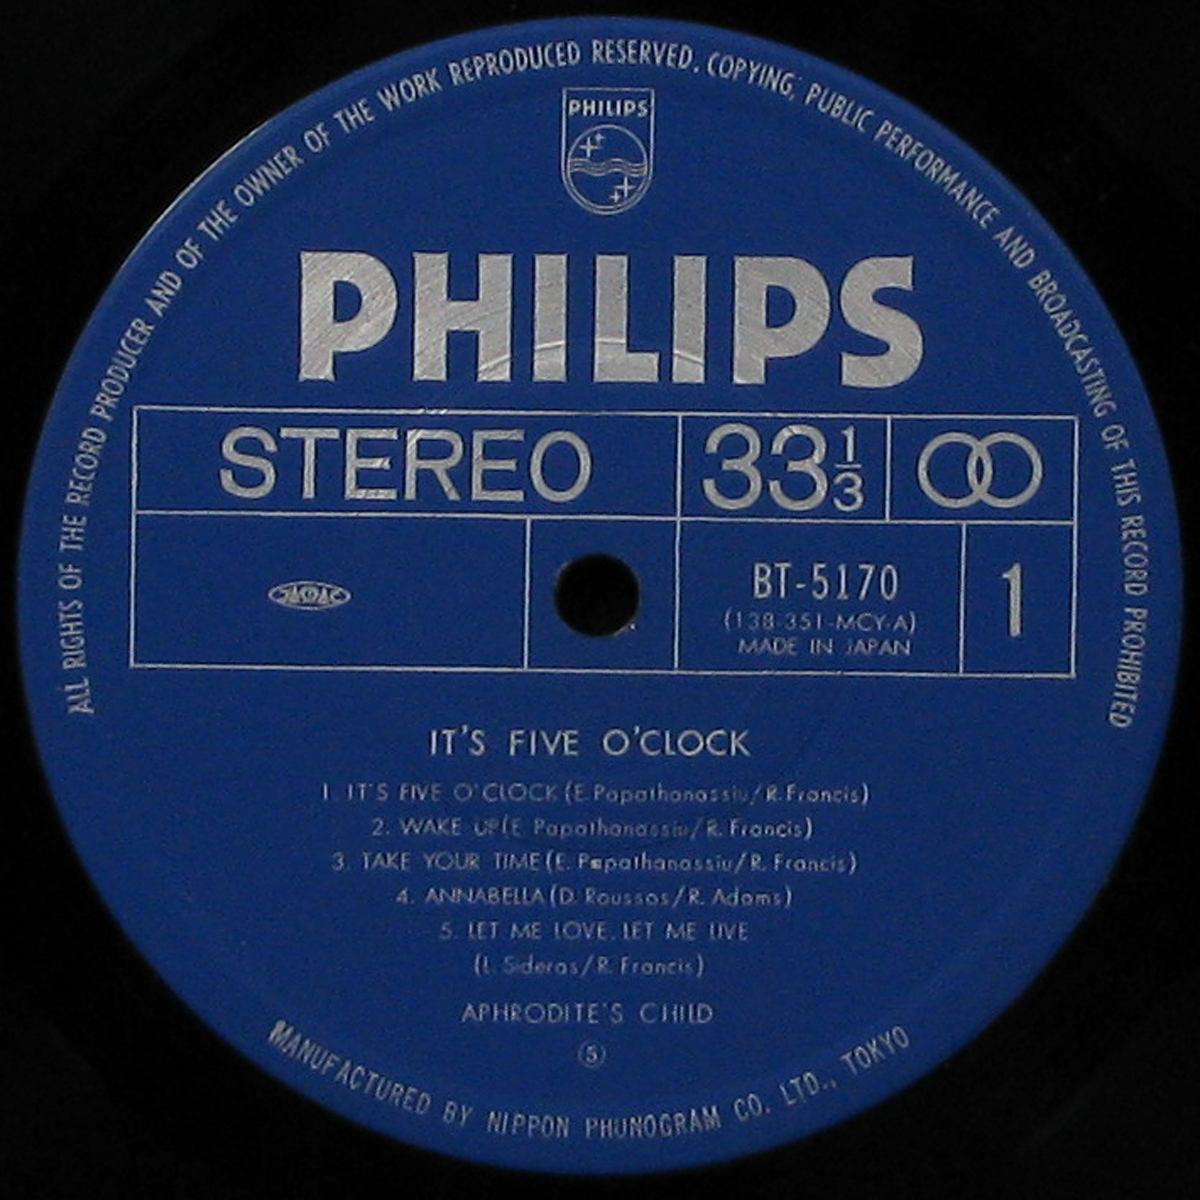 ALL RIGHTS OF THE RECORD PRODUCER AND OF THE OWNER OF THE WORK REPRODUCED RESERVED. COPYING, PUBLIC PERFORMANCE AND BROADCASTING OF THIS RECORD PROHIBITED
PHILIPS
PHILIPS
STEREO 33 1/3
JASRAC
BT-5170 1
(138-351-MCY-A)
MADE IN JAPAN
IT'S FIVE O'CLOCK
1. IT'S FIVE O'CLOCK (E. Papathanassiu/R. Francis)
2. WAKE UP (E. Papathanassiu/R. Francis)
3. TAKE YOUR TIME (E. Papathanassiu/R. Francis)
4. ANNABELLA (D. Roussos/R. Adams)
5. LET ME LOVE, LET ME LIVE
(L. Sideras/R. Francis)
APHRODITE'S CHILD
Ⓢ
MANUFACTURED BY NIPPON PHONOGRAM CO. LTD., TOKYO